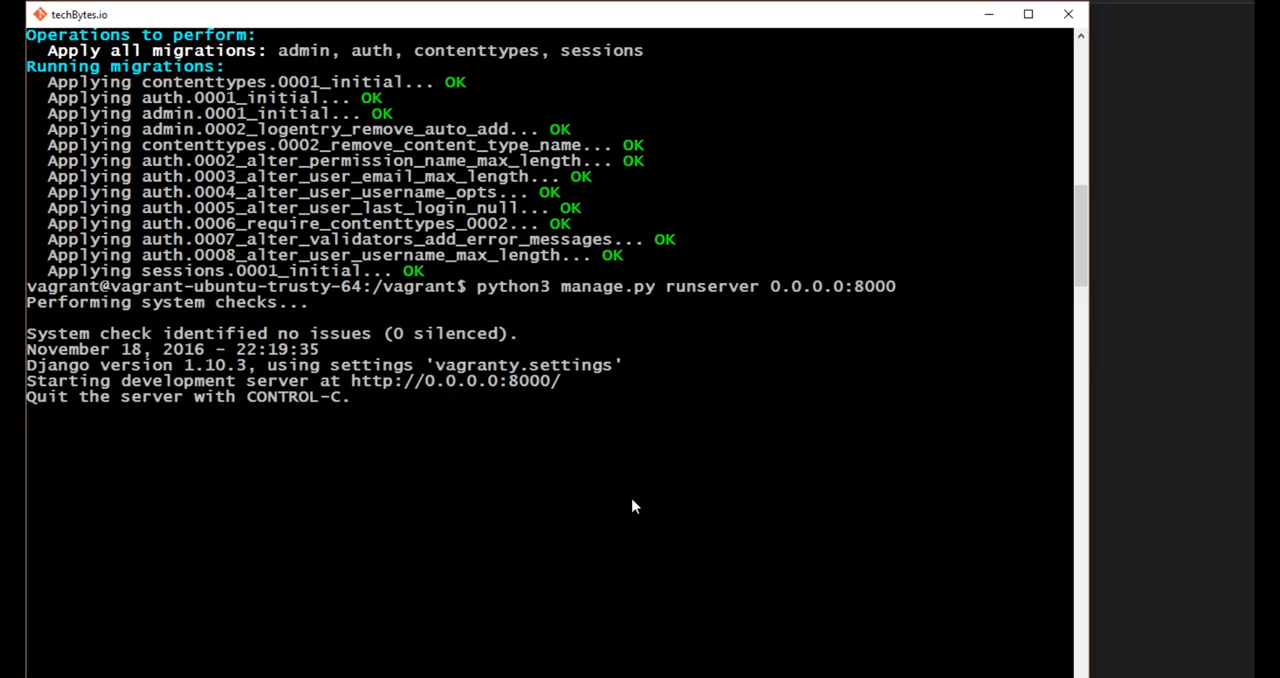 techBytes.io
Operations to perform:
Apply all migrations: admin, auth, contenttypes, sessions
Running migrations:
Applying contenttypes.0001_initial... OK
Applying auth.0001_initial... OK
Applying admin.0001_initial... OK
Applying admin.0002_logentry_remove_auto_add... OK
Applying contenttypes.0002_remove_content_type_name... OK
Applying auth.0002_alter_permission_name_max_length... OK
Applying auth.0003_alter_user_email_max_length... OK
Applying auth.0004_alter_user_username_opts... OK
Applying auth.0005_alter_user_last_login_null... OK
Applying auth.0006_require_contenttypes_0002... OK
Applying auth.0007_alter_validators_add_error_messages... OK
Applying auth.0008_alter_user_username_max_length... OK
Applying sessions.0001_initial... OK
vagrant@vagrant-ubuntu-trusty-64:/vagrant$ python3 manage.py runserver 0.0.0.0:8000
Performing system checks...
System check identified no issues (0 silenced).
November 18, 2016 - 22:19:35
Django version 1.10.3, using settings 'vagranty.settings'
Starting development server at http://0.0.0.0:8000/
Quit the server with CONTROL-C.